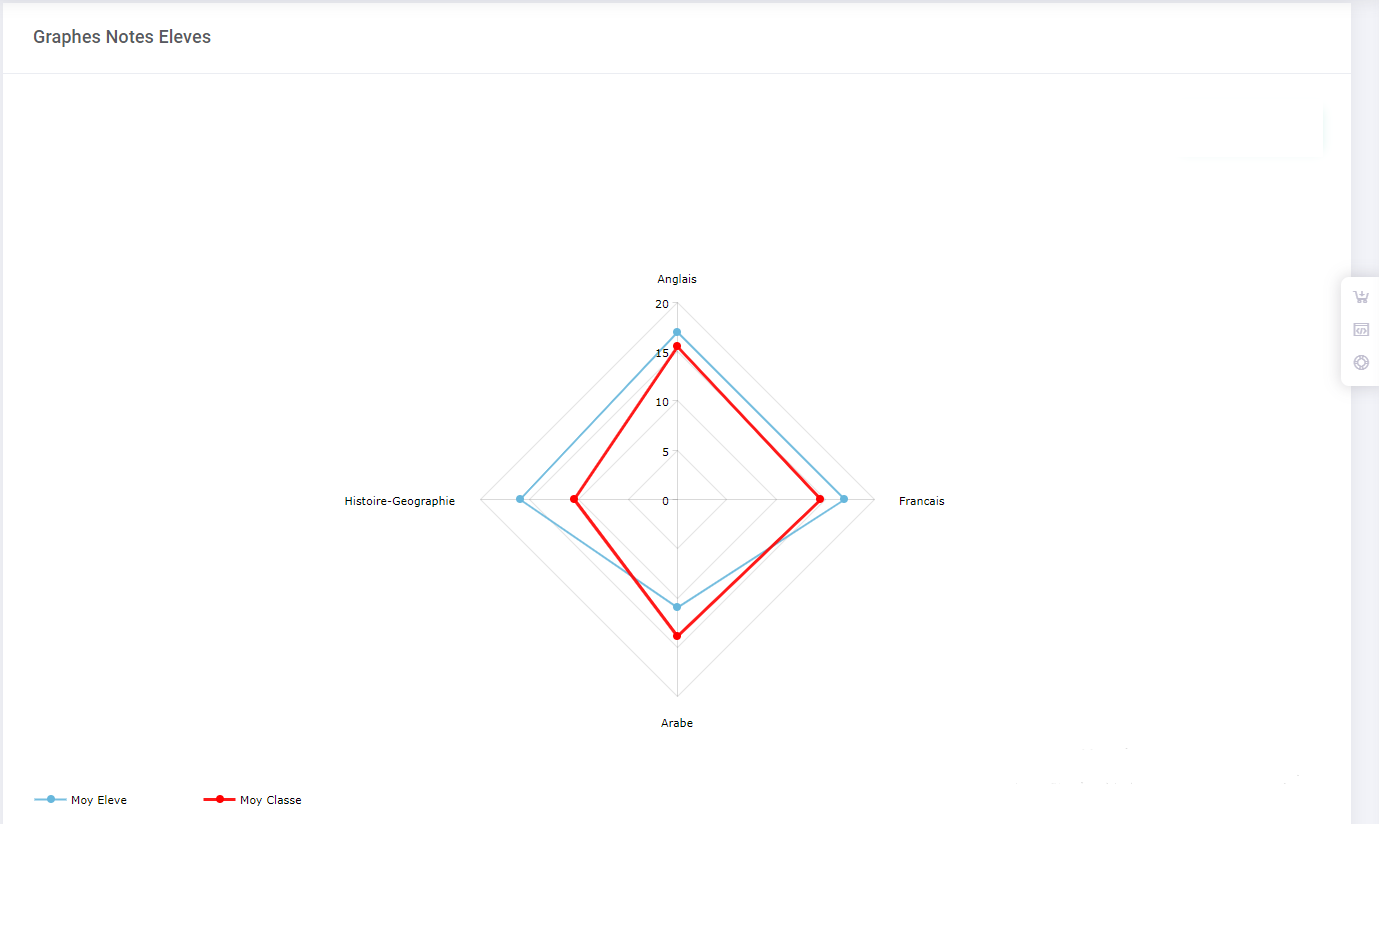 Graphes Notes Eleves
Anglais
20
15
10
5
0
Histoire-Geographie
Francais
Arabe
Moy Eleve
Moy Classe